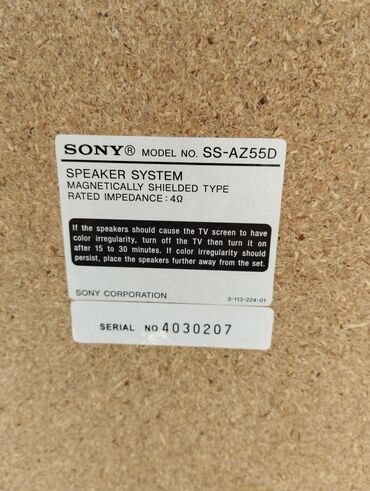 SONY® MODEL NO. SS-AZ55D
SPEAKER SYSTEM
MAGNETICALLY SHIELDED TYPE
RATED IMPEDANCE : 4Ω
If the speakers should cause the TV screen to have
color irregularity, turn off the TV then turn it on
after 15 to 30 minutes. If color irregularity should
persist, place the speakers further away from the set.
SONY CORPORATION 3-113-224-01
SERIAL NO 4030207